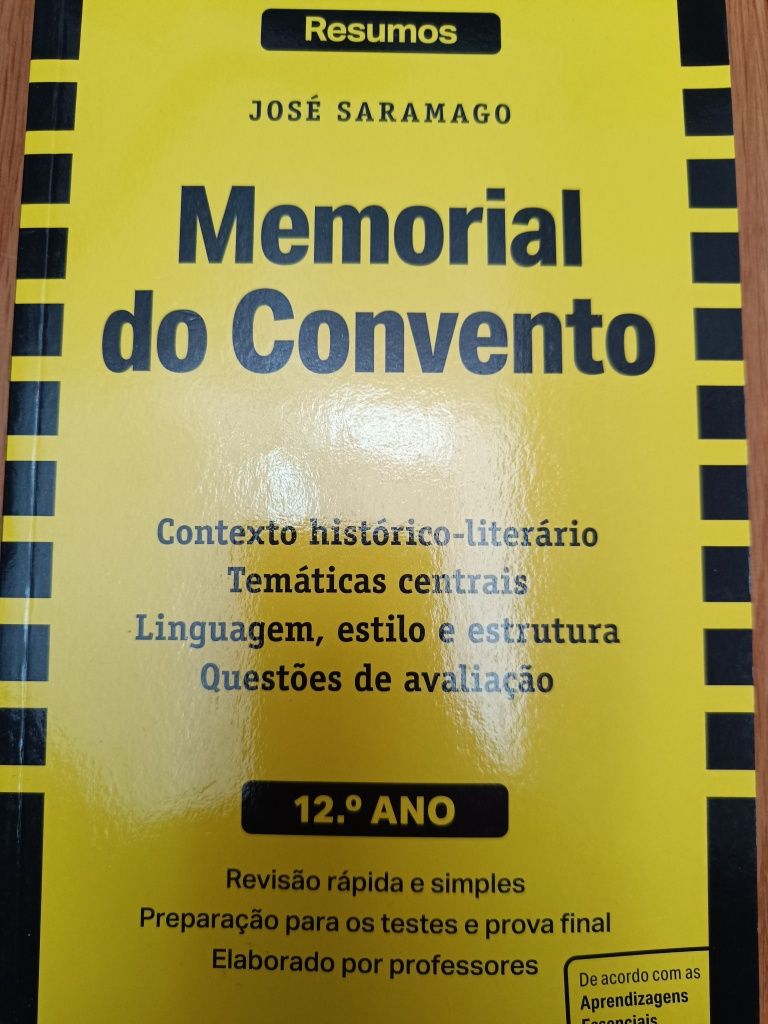 Resumos
JOSÉ SARAMAGO
Memorial
do Convento
Contexto histórico-literário
Temáticas centrais
Linguagem, estilo e estrutura
Questões de avaliação
12.º ANO
Revisão rápida e simples
Preparação para os testes e prova final
Elaborado por professores
De acordo com as
Aprendizagens
Essenciais